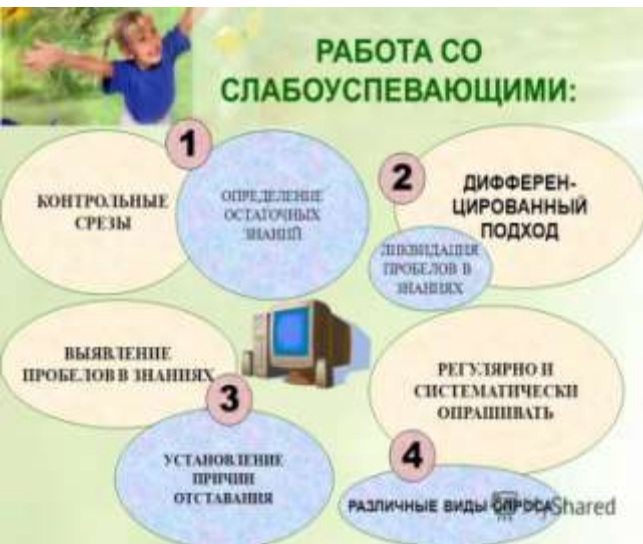 РАБОТА СО
СЛАБОУСПЕВАЮЩИМИ:
1
КОНТРОЛЬНЫЕ
СРЕЗЫ
ОПРЕДЕЛЕНИЕ
ОСТАТОЧНЫХ
ЗНАНИЙ
2
ДИФФЕРЕН-
ЦИРОВАННЫЙ
ПОДХОД
ЛИКВИДАЦИЯ
ПРОБЕЛОВ В
ЗНАНИЯХ
ВЫЯВЛЕНИЕ
ПРОБЕЛОВ В ЗНАНИЯХ
3
УСТАНОВЛЕНИЕ
ПРИЧИН
ОТСТАВАНИЯ
РЕГУЛЯРНО И
СИСТЕМАТИЧЕСКИ
ОПРАШИВАТЬ
4
РАЗЛИЧНЫЕ ВИДЫ ОПРОСА
MyShared